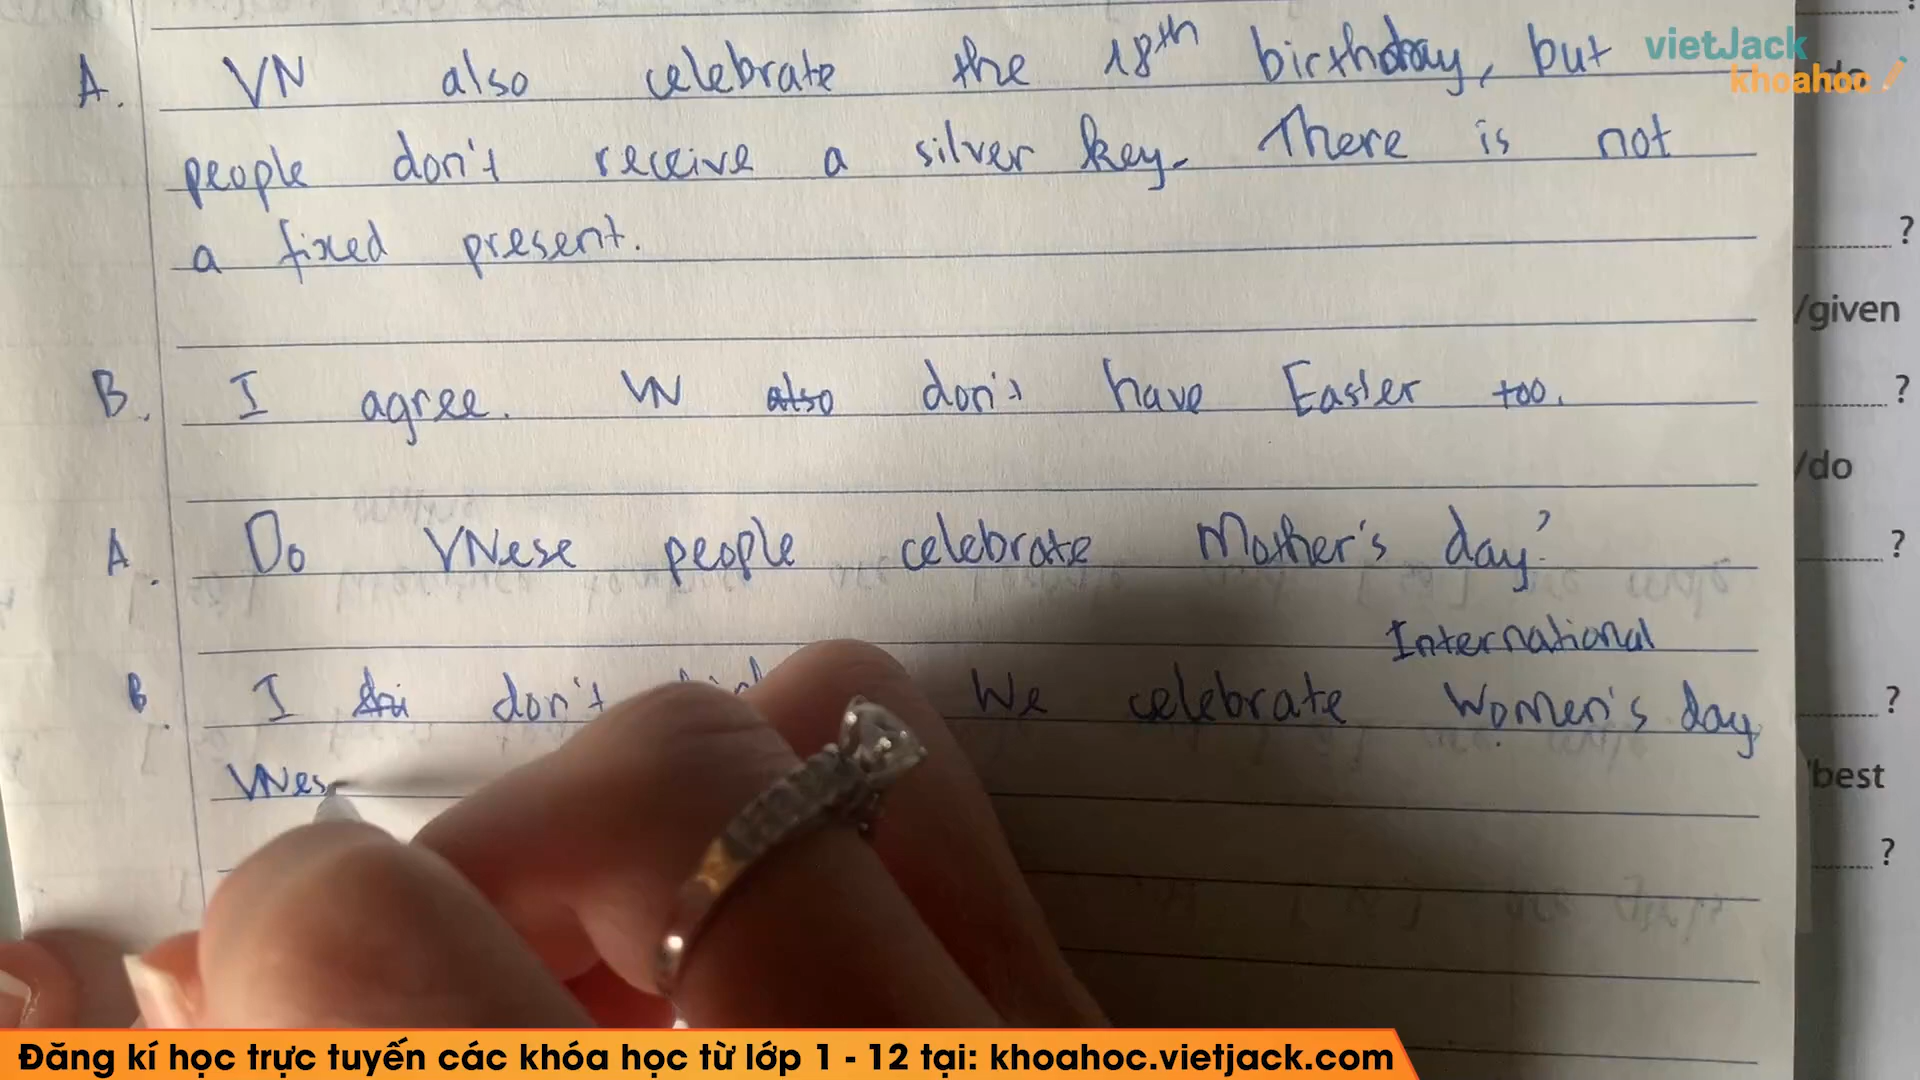 vietJack
khoahoc
A. VN also celebrate the 18th birthday, but
people don't receive a silver key. There is not
a fixed present.
/given
B. I agree. VN also don't have Easter too.
/do
A. Do VNese people celebrate Mother's day?
International
B. I don't We celebrate Women's day
VNes
best
?
?
?
?
?
Đăng kí học trực tuyến các khóa học từ lớp 1 - 12 tại: khoahoc.vietjack.com